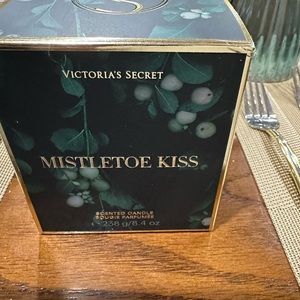 VICTORIA'S SECRET
MISTLETOE KISS
SCENTED CANDLE
BOUGIE PARFUMÉE
238 g/8.4 oz